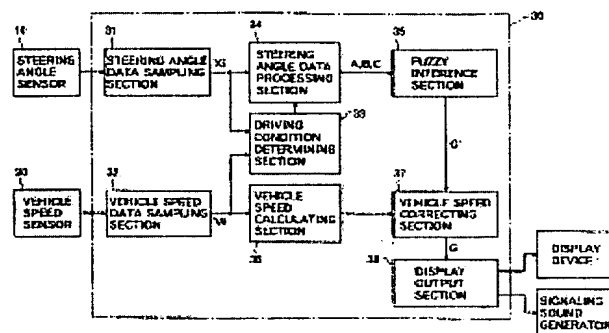 30
10
31
34
35
STEERING
ANGLE
SENSOR
STEERING ANGLE
DATA SAMPLING
SECTION
STEERING
ANGLE DATA
PROCESSING
SECTION
A,B,C
FUZZY
INFERENCE
SECTION
33
DRIVING
CONDITION
DETERMINING
SECTION
G'
32
37
VEHICLE
SPEED
SENSOR
VEHICLE SPEED
DATA SAMPLING
SECTION
VEHICLE
SPEED
CALCULATING
SECTION
VEHICLE SPEED
CORRECTING
SECTION
36
G
38
DISPLAY
OUTPUT
SECTION
DISPLAY
DEVICE
SIGNALING
SOUND
GENERATOR